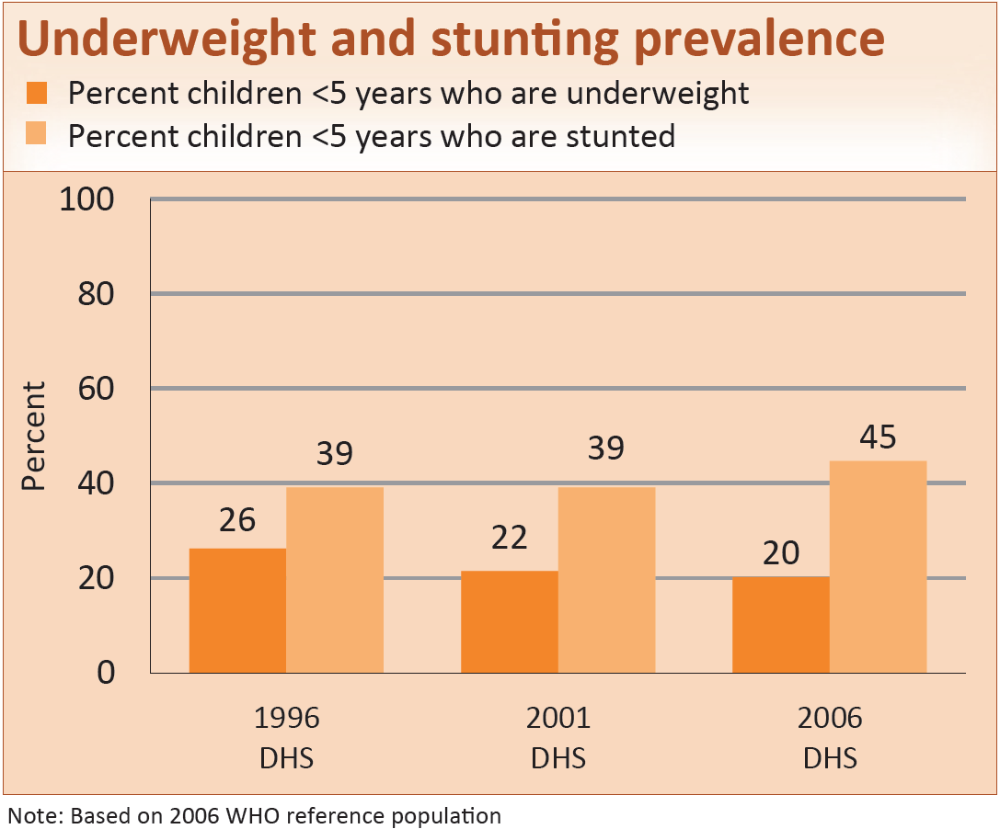 Underweight and stunting prevalence
Percent children <5 years who are underweight
Percent children <5 years who are stunted
Percent
100
80
60
40
20
0
26
39
22
39
20
45
1996
DHS
2001
DHS
2006
DHS
Note: Based on 2006 WHO reference population